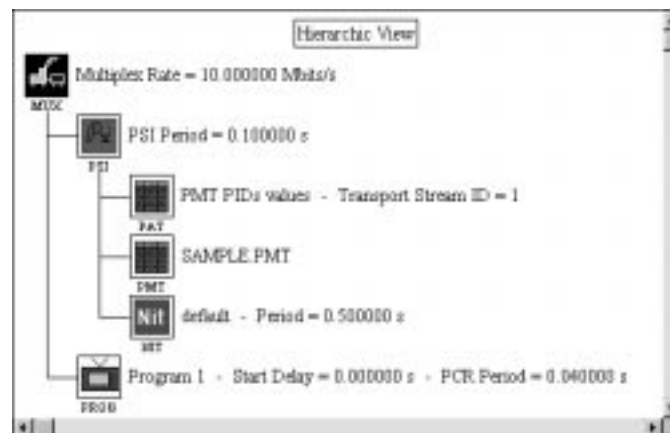 Hierarchic View
Multiplex Rate = 10.000000 Mbits/s
MUX
PSI Period = 0.100000 s
PSI
PMT PIDs values - Transport Stream ID = 1
PAT
SAMPLE.PMT
PMT
Nit default - Period = 0.500000 s
NIT
Program 1 - Start Delay = 0.000000 s - PCR Period = 0.040000 s
PROG